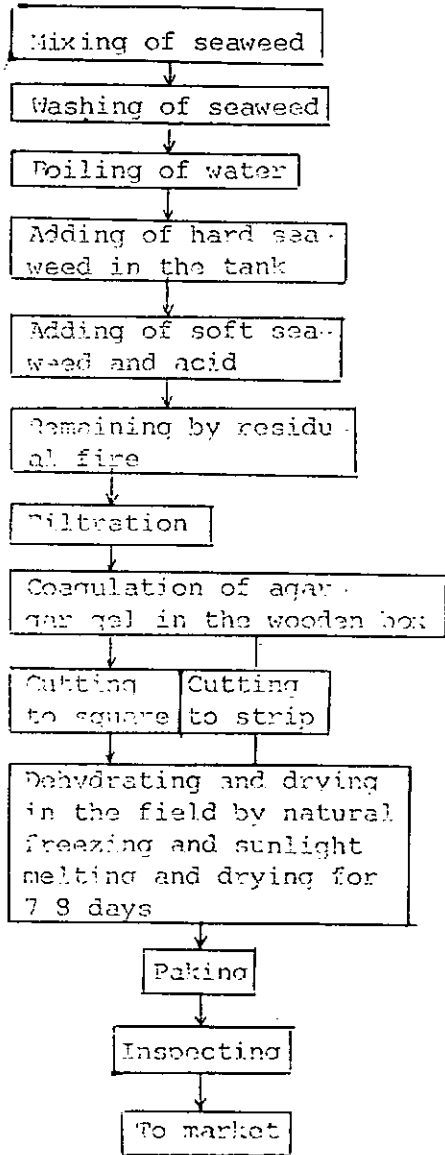 Mixing of seaweed
Washing of seaweed
Boiling of water
Adding of hard sea-
weed in the tank
Adding of soft sea-
weed and acid
Remaining by residu-
al fire
Filtration
Coagulation of agar-
gar gel in the wooden box
Cutting
to square
Cutting
to strip
Dehydrating and drying
in the field by natural
freezing and sunlight
melting and drying for
7 8 days
Paking
Inspecting
To market